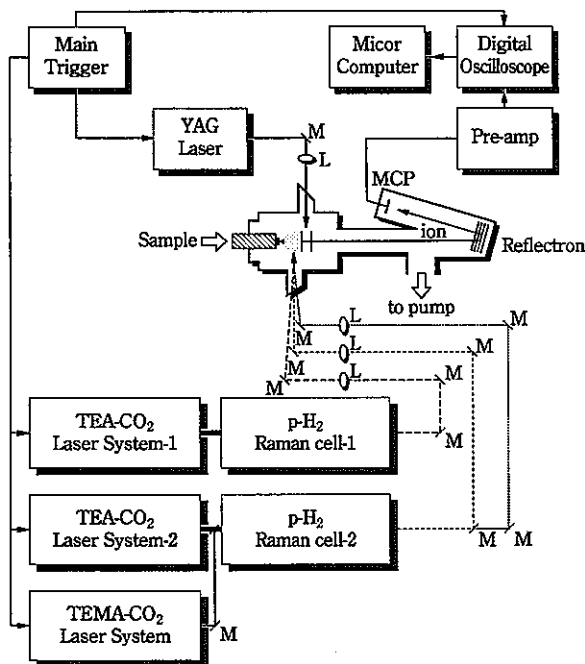 Main
Trigger
Micor
Computer
Digital
Oscilloscope
YAG
Laser
M
L
Pre-amp
MCP
ion
Sample
Reflectron
to pump
L
M
M
L
M
M
L
M
M
TEA-CO₂
Laser System-1
p-H₂
Raman cell-1
M
TEA-CO₂
Laser System-2
p-H₂
Raman cell-2
M
M
TEMA-CO₂
Laser System
M